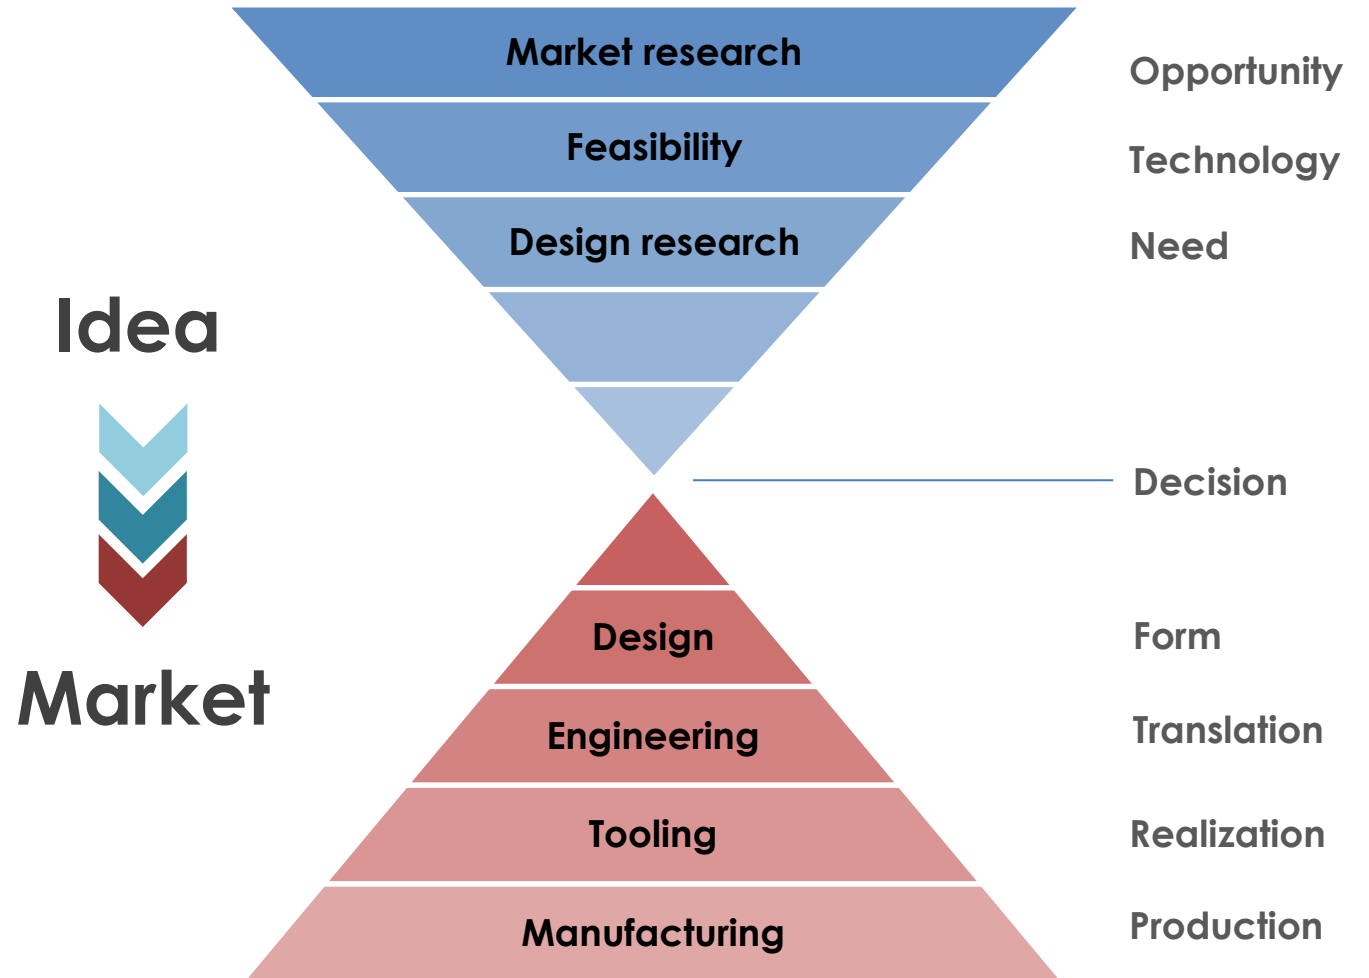 Market research
Opportunity
Feasibility
Technology
Design research
Need
Idea
Decision
Design
Form
Market
Engineering
Translation
Tooling
Realization
Manufacturing
Production